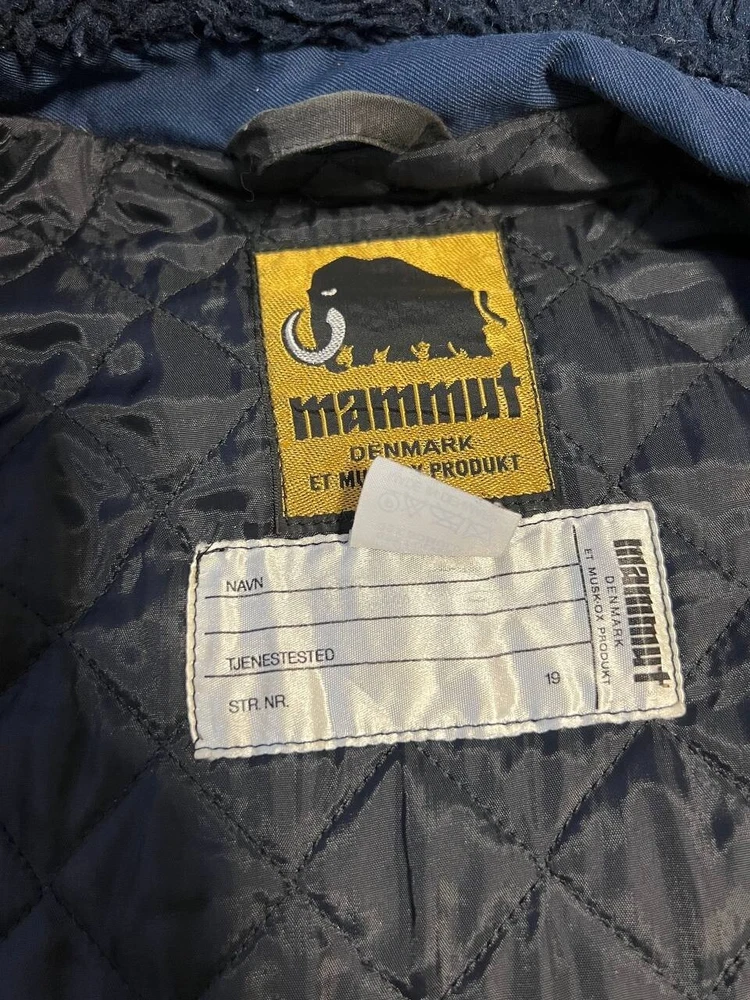 mammut
DENMARK
ET PRODUKT
NAVN
TJENESTESTED
STR. NR.
19
mammut
DENMARK
ET MUSK-OX PRODUKT